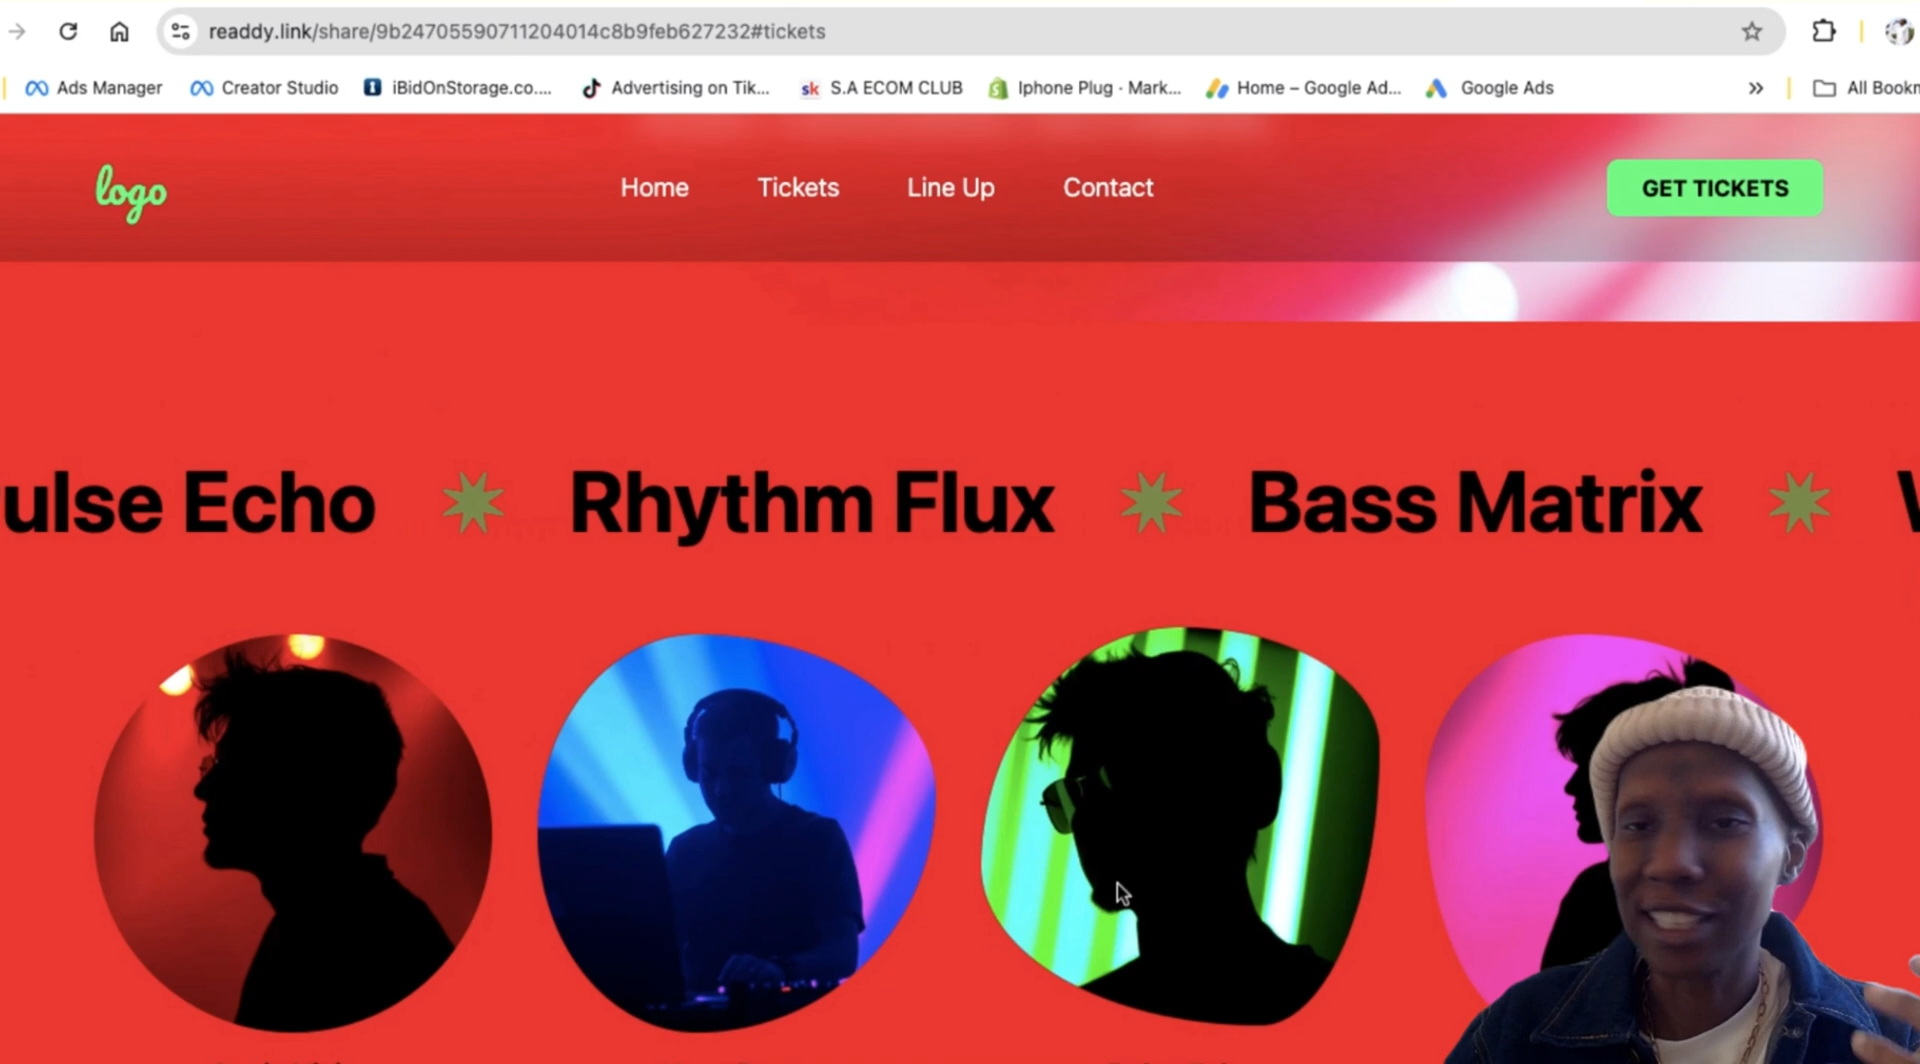 readdy.link/share/9b24705590711204014c8b9feb627232#tickets
Ads Manager Creator Studio iBidOnStorage.co.... Advertising on Tik... sk S.A ECOM CLUB Iphone Plug · Mark... Home – Google Ad... Google Ads » All Bookm
logo Home Tickets Line Up Contact GET TICKETS
ulse Echo Rhythm Flux Bass Matrix